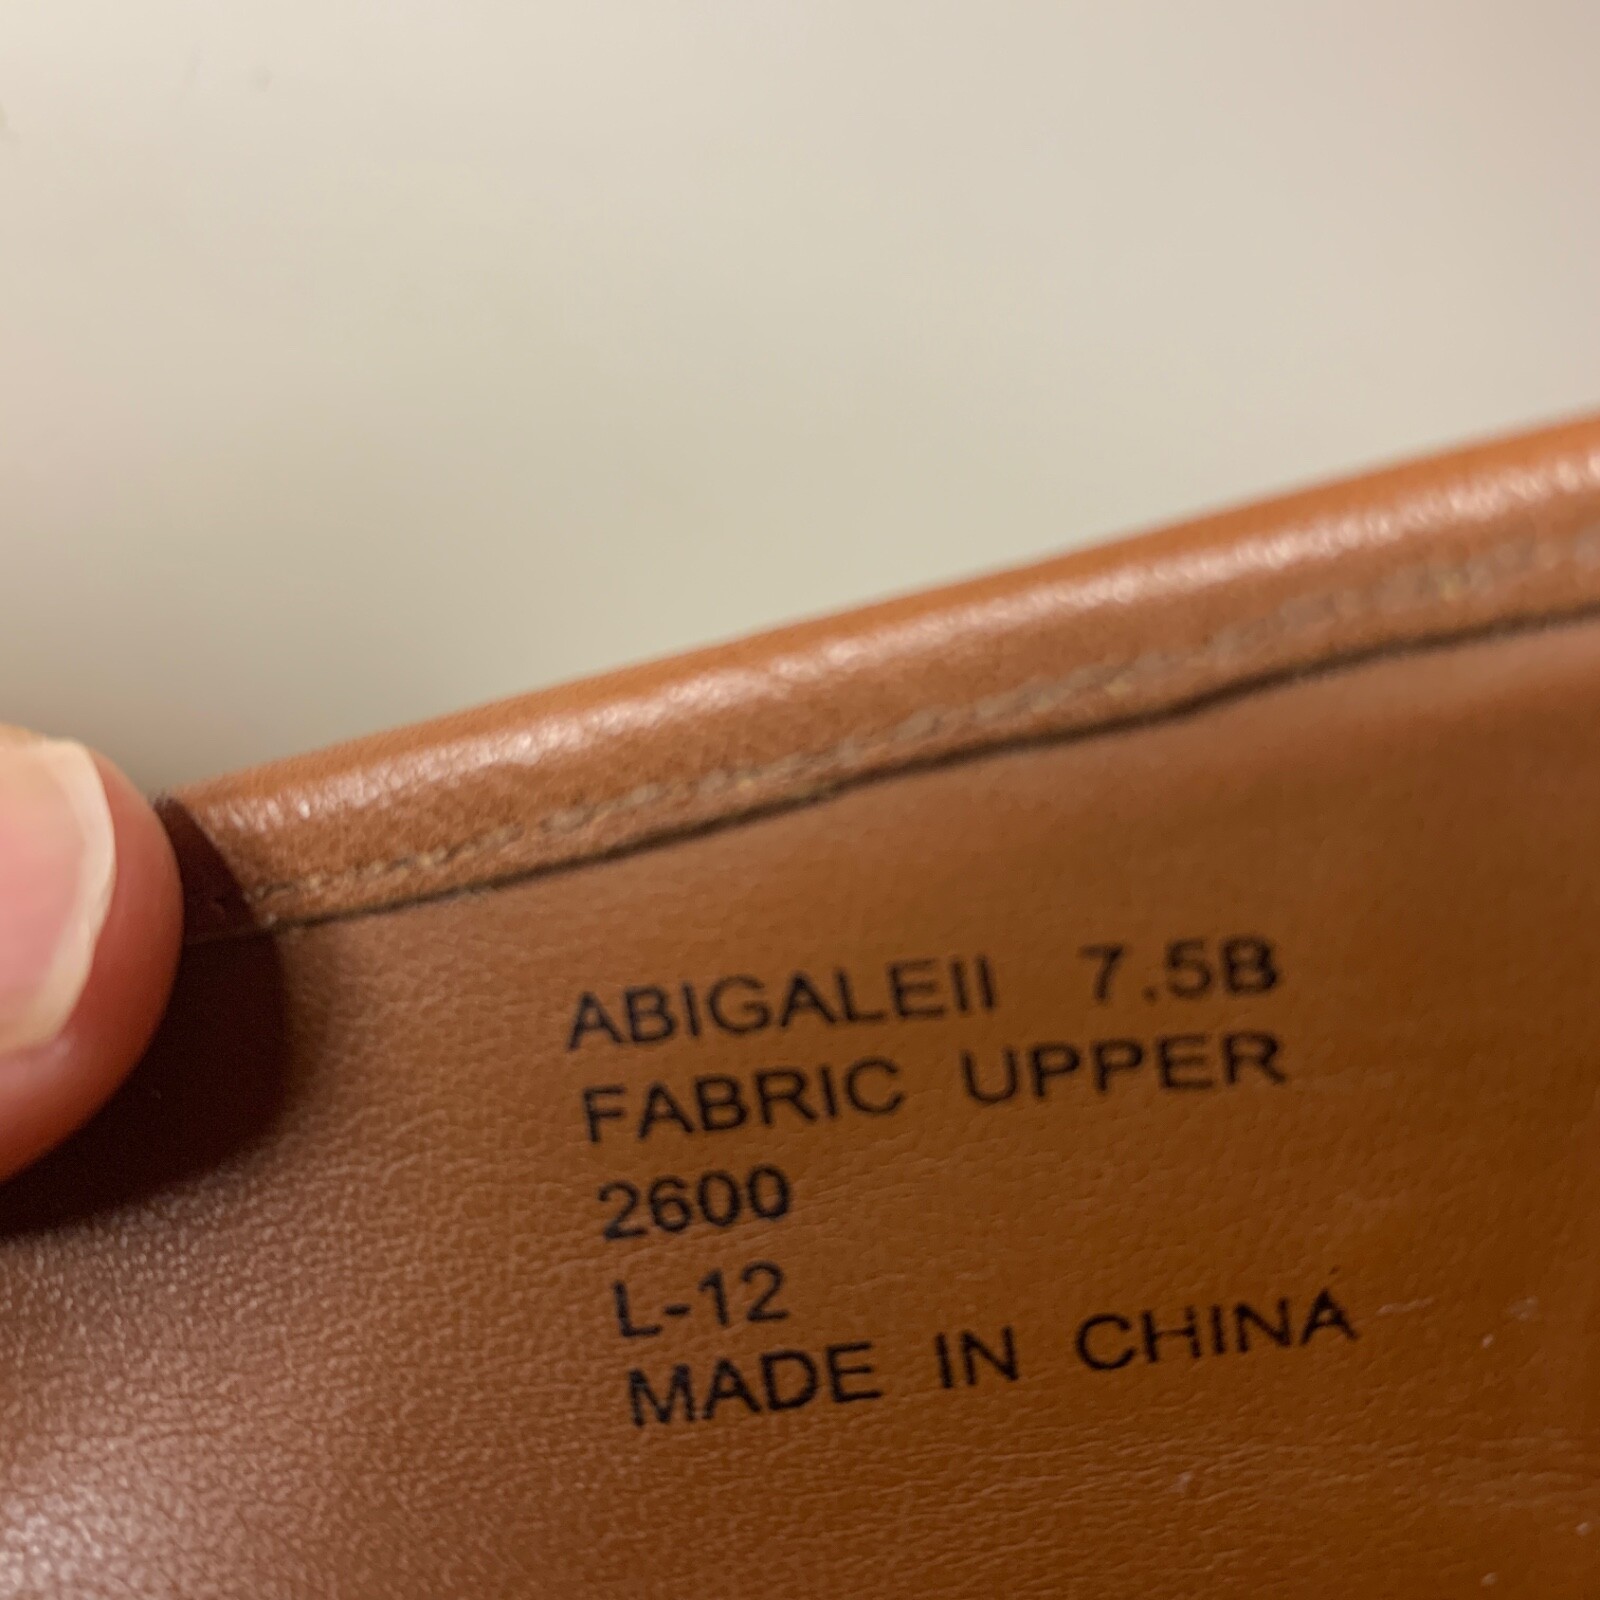 ABIGALEII 7.5B
FABRIC UPPER
2600
L-12
MADE IN CHINA